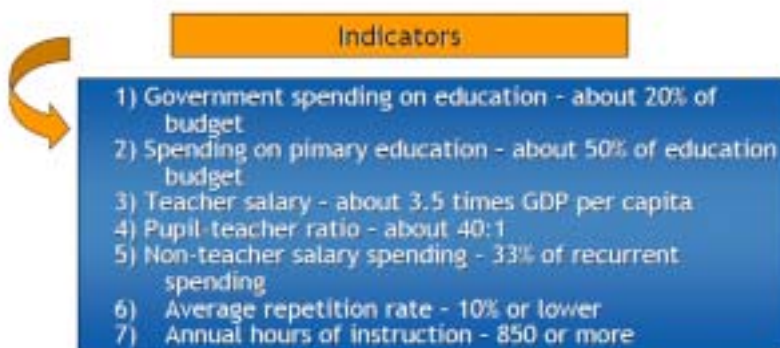 Indicators
1) Government spending on education - about 20% of
budget
2) Spending on pimary education - about 50% of education
budget
3) Teacher salary - about 3.5 times GDP per capita
4) Pupil-teacher ratio - about 40:1
5) Non-teacher salary spending - 33% of recurrent
spending
6) Average repetition rate - 10% or lower
7) Annual hours of instruction - 850 or more